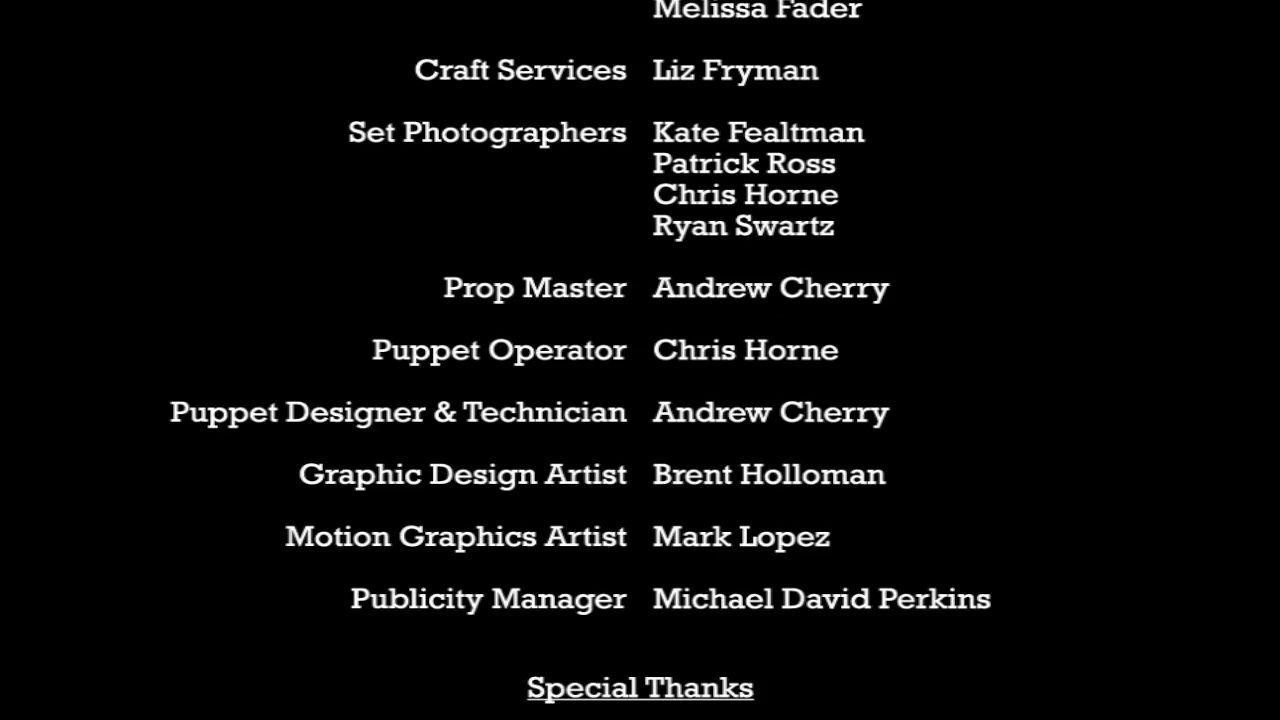 Melissa Fader
Craft Services Liz Fryman
Set Photographers Kate Fealtman
Patrick Ross
Chris Horne
Ryan Swartz
Prop Master Andrew Cherry
Puppet Operator Chris Horne
Puppet Designer & Technician Andrew Cherry
Graphic Design Artist Brent Holloman
Motion Graphics Artist Mark Lopez
Publicity Manager Michael David Perkins
Special Thanks